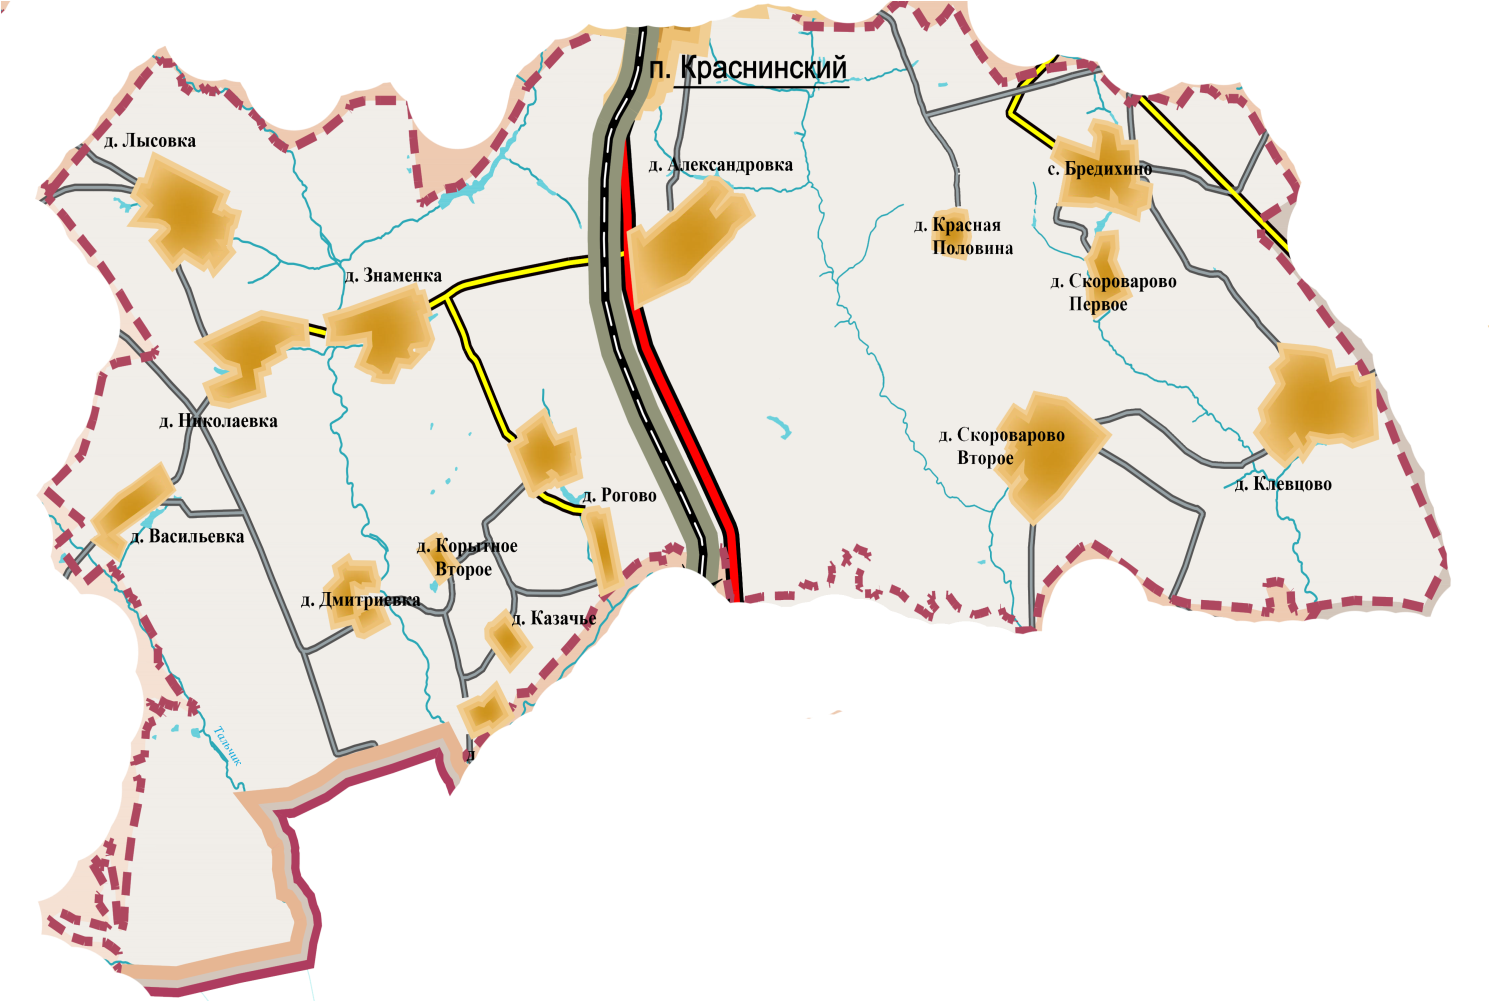 п. Краснинский
д. Лысовка
д. Александровка
с. Бредихино
д. Красная
Половина
д. Знаменка
д. Скороварово
Первое
д. Николаевка
д. Скороварово
Второе
д. Клевцово
д. Рогово
д. Васильевка
д. Корытное
Второе
д. Дмитриевка
д. Казачье
Тальчик
д